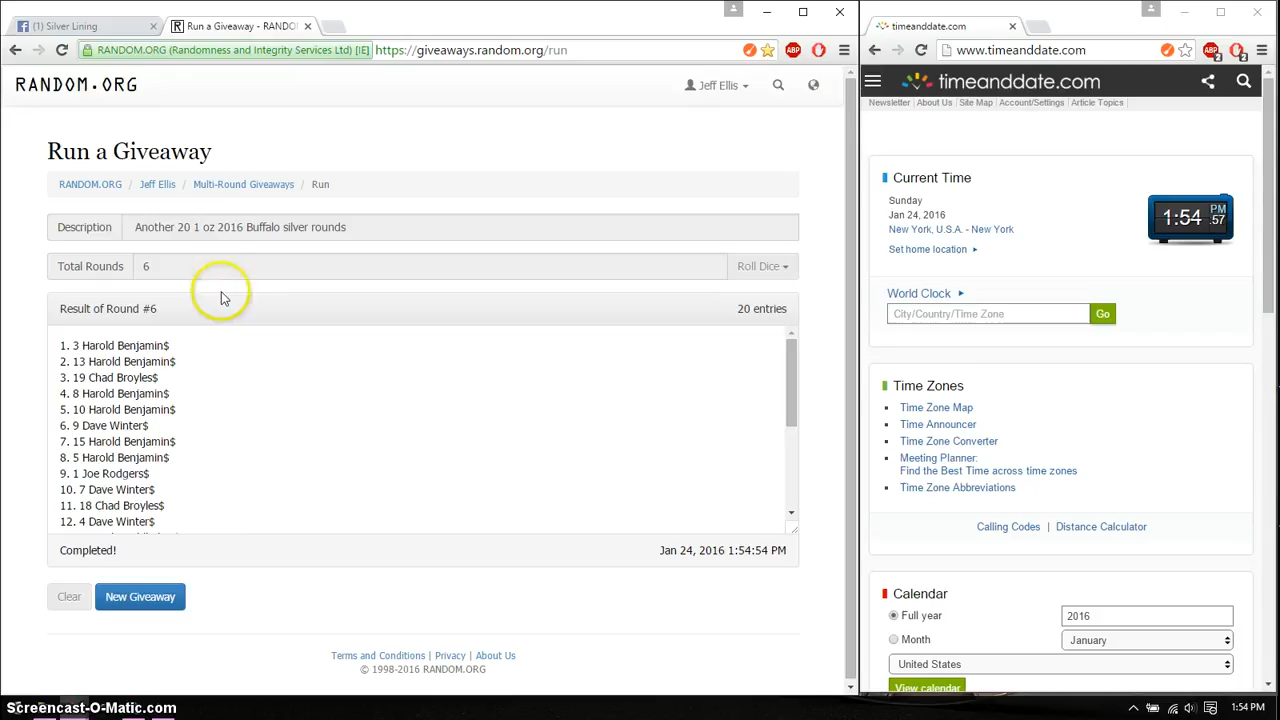 (1) Silver Lining
Run a Giveaway - RANDO
RANDOM.ORG (Randomness and Integrity Services Ltd) [IE] https://giveaways.random.org/run
ABP
RANDOM.ORG
Jeff Ellis
Run a Giveaway
RANDOM.ORG / Jeff Ellis / Multi-Round Giveaways / Run
Description Another 20 1 oz 2016 Buffalo silver rounds
Total Rounds 6 Roll Dice
Result of Round #6 20 entries
1. 3 Harold Benjamin$
2. 13 Harold Benjamin$
3. 19 Chad Broyles$
4. 8 Harold Benjamin$
5. 10 Harold Benjamin$
6. 9 Dave Winter$
7. 15 Harold Benjamin$
8. 5 Harold Benjamin$
9. 1 Joe Rodgers$
10. 7 Dave Winter$
11. 18 Chad Broyles$
12. 4 Dave Winter$
Completed! Jan 24, 2016 1:54:54 PM
Clear New Giveaway
Terms and Conditions | Privacy | About Us
© 1998-2016 RANDOM.ORG
timeanddate.com
www.timeanddate.com
ABP 2 2
timeanddate.com
Newsletter | About Us | Site Map | Account/Settings | Article Topics |
Current Time
Sunday
Jan 24, 2016
New York, U.S.A. - New York
Set home location
1:54 PM :57
World Clock
City/Country/Time Zone Go
Time Zones
Time Zone Map
Time Announcer
Time Zone Converter
Meeting Planner:
Find the Best Time across time zones
Time Zone Abbreviations
Calling Codes | Distance Calculator
Calendar
Full year 2016
Month January
United States
View calendar
Screencast-O-Matic.com
1:54 PM